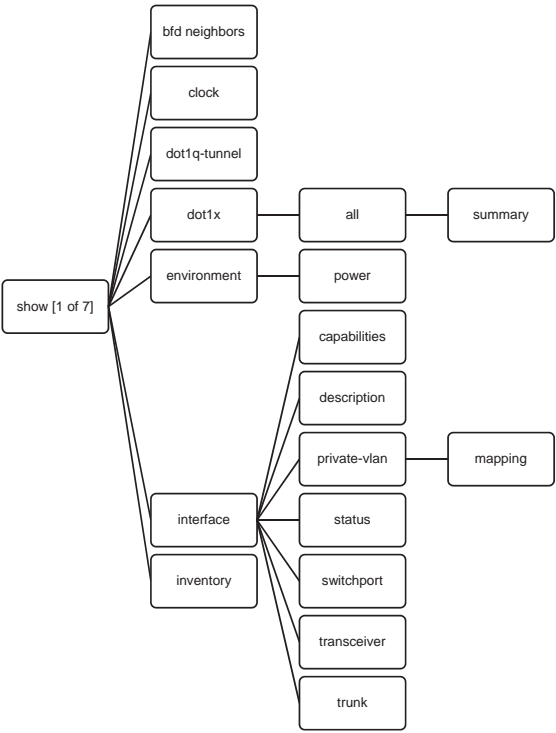 bfd neighbors
clock
dot1q-tunnel
dot1x
all
summary
environment
power
show [1 of 7]
capabilities
description
private-vlan
mapping
interface
status
inventory
switchport
transceiver
trunk